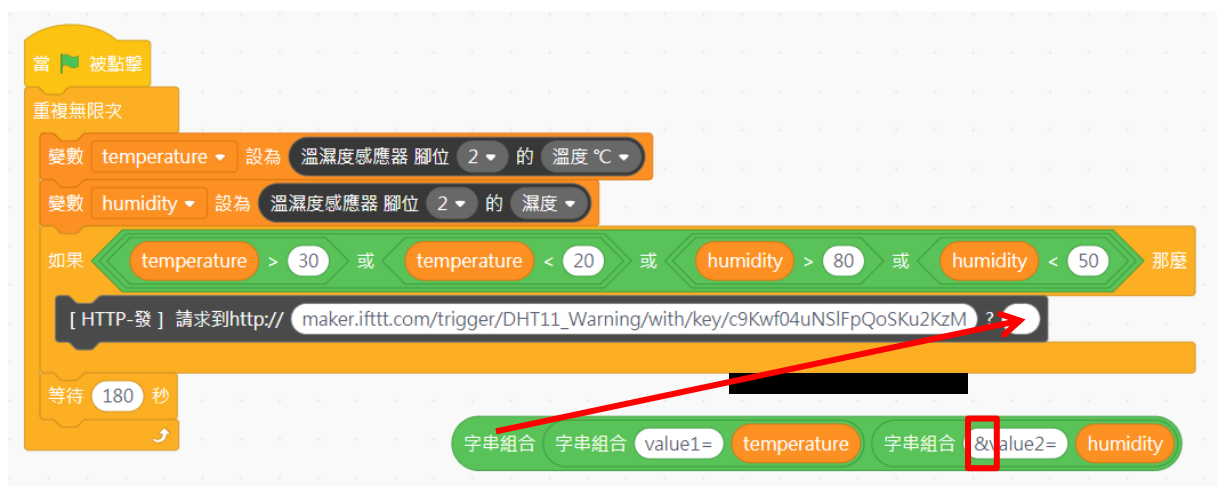 當 被點擊
重複無限次
變數 temperature 設為 溫濕度感應器 腳位 2 的 溫度 ℃
變數 humidity 設為 溫濕度感應器 腳位 2 的 濕度
如果 temperature > 30 或 temperature < 20 或 humidity > 80 或 humidity < 50 那麼
[ HTTP-發 ] 請求到http:// maker.ifttt.com/trigger/DHT11_Warning/with/key/c9Kwf04uNSlFpQoSKu2KzM ?
等待 180 秒
字串組合 字串組合 value1= temperature 字串組合 &value2= humidity